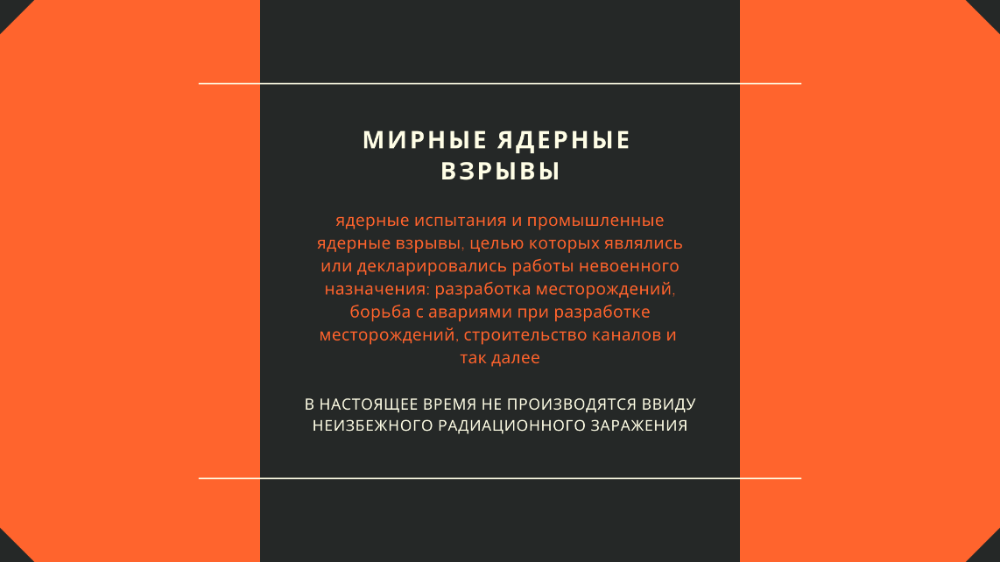 МИРНЫЕ ЯДЕРНЫЕ
ВЗРЫВЫ
ядерные испытания и промышленные
ядерные взрывы, целью которых являлись
или декларировались работы невоенного
назначения: разработка месторождений,
борьба с авариями при разработке
месторождений, строительство каналов и
так далее
В НАСТОЯЩЕЕ ВРЕМЯ НЕ ПРОИЗВОДЯТСЯ ВВИДУ
НЕИЗБЕЖНОГО РАДИАЦИОННОГО ЗАРАЖЕНИЯ